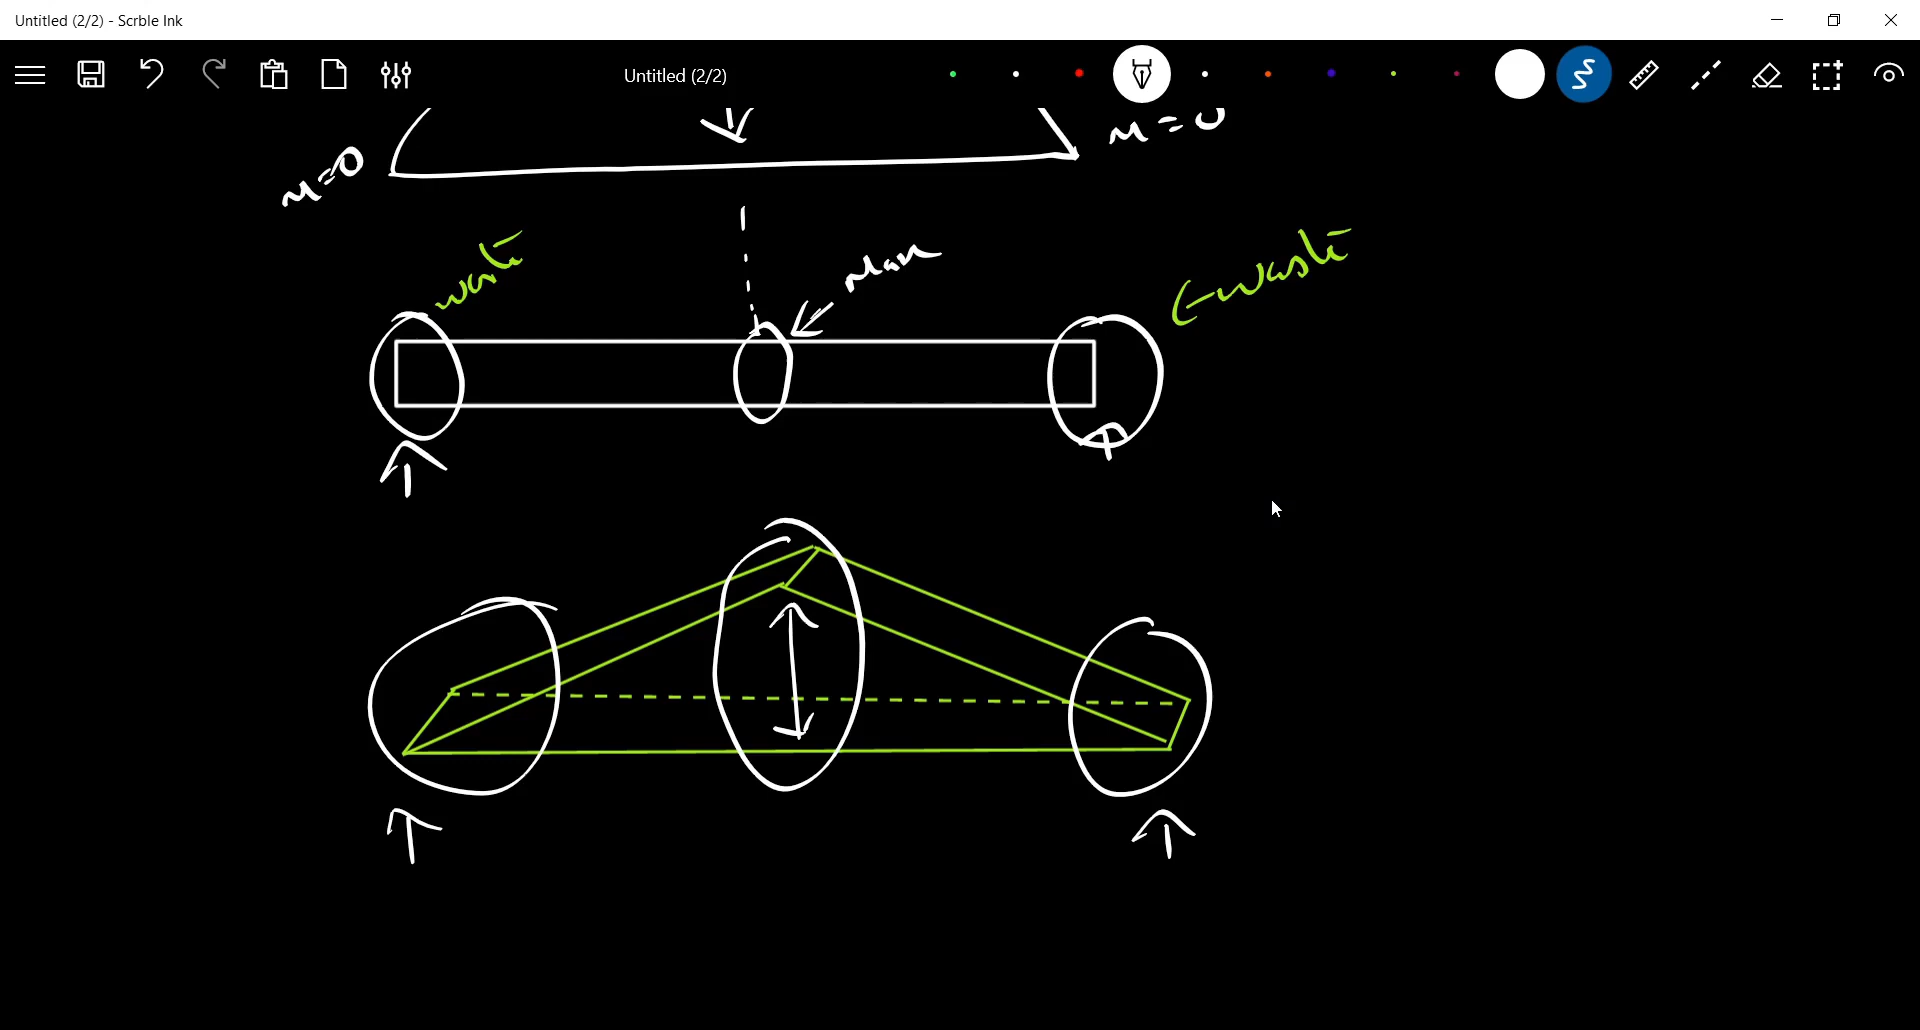 Untitled (2/2) - Scrble Ink
Untitled (2/2)
M=0
M=0
waste
Max
waste